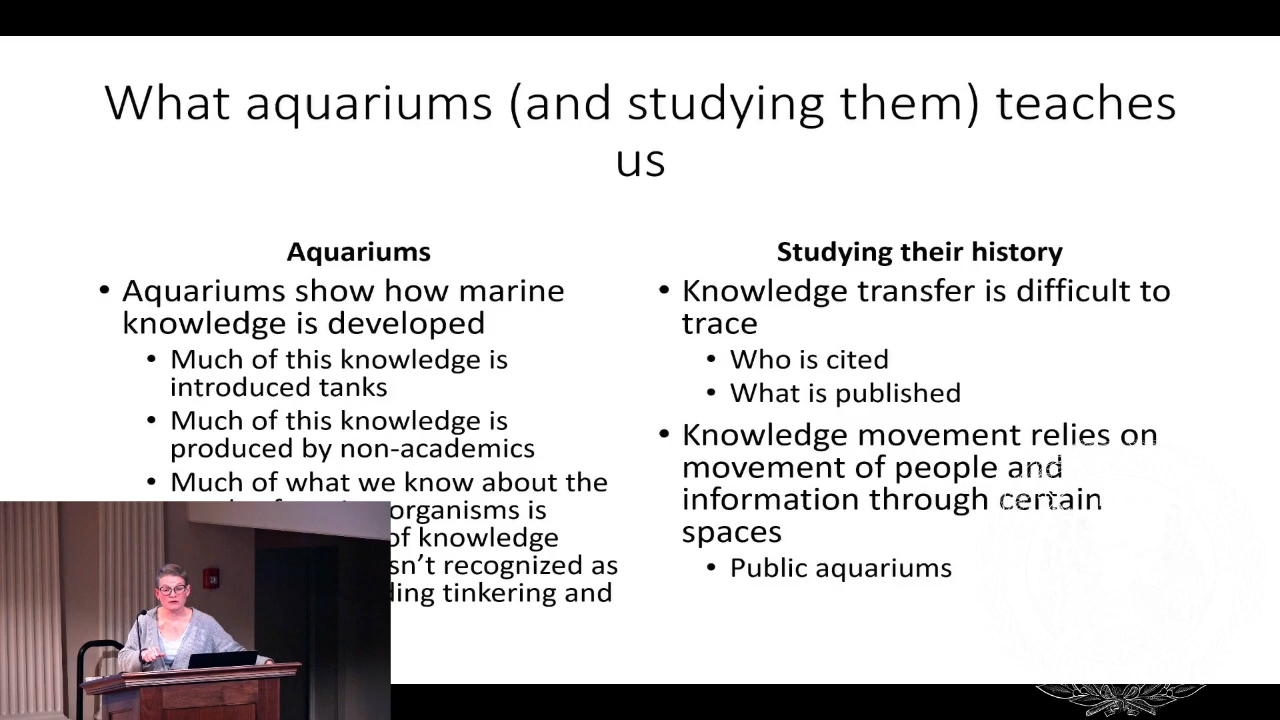 What aquariums (and studying them) teaches
us
Aquariums
• Aquariums show how marine
knowledge is developed
• Much of this knowledge is
introduced tanks
• Much of this knowledge is
produced by non-academics
• Much of what we know about the
organisms is
of knowledge
sn't recognized as
ding tinkering and
Studying their history
• Knowledge transfer is difficult to
trace
• Who is cited
• What is published
• Knowledge movement relies on
movement of people and
information through certain
spaces
• Public aquariums